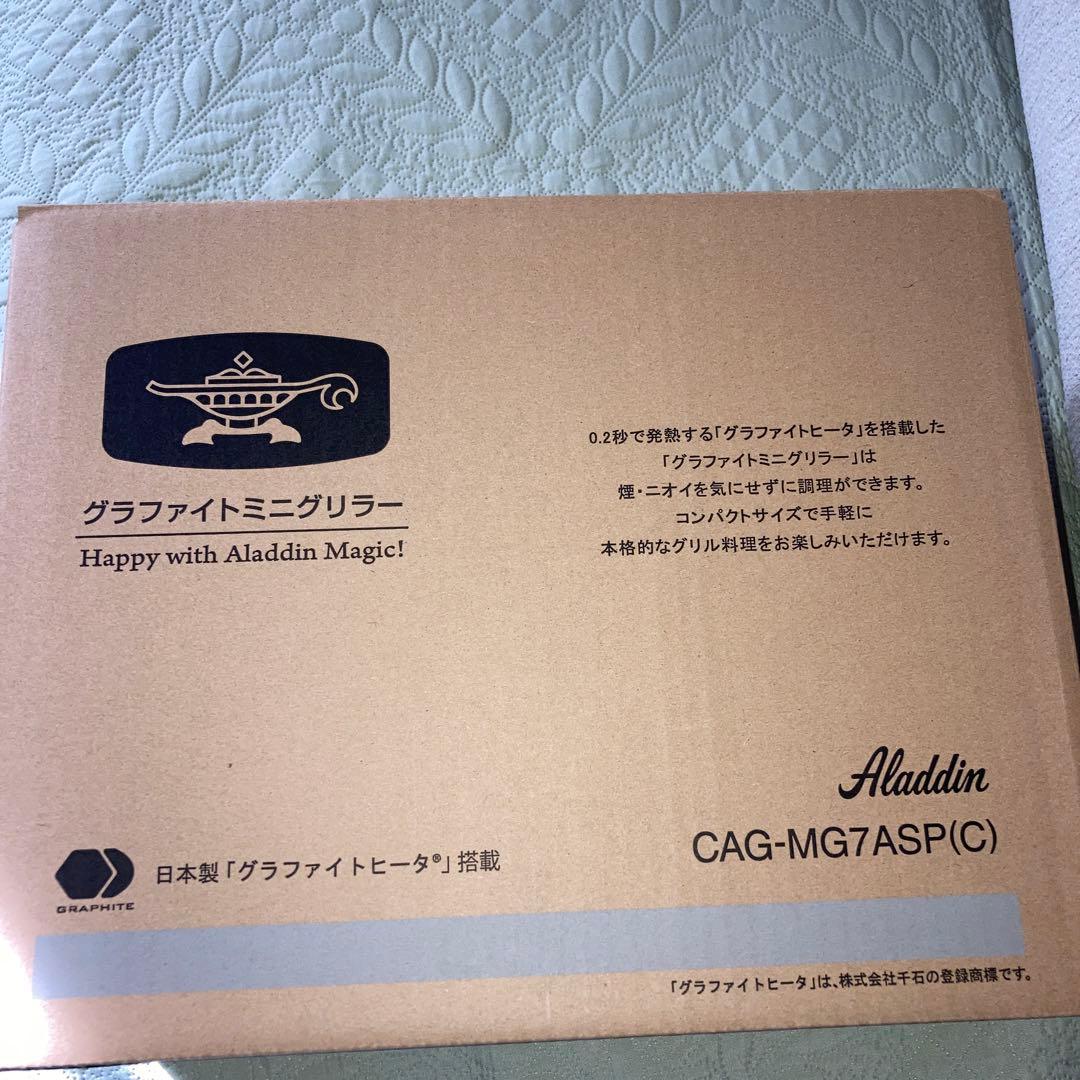 グラファイトミニグリラー
Happy with Aladdin Magic!
0.2秒で発熱する「グラファイトヒータ」を搭載した
「グラファイトミニグリラー」は
煙・ニオイを気にせずに調理ができます。
コンパクトサイズで手軽に
本格的なグリル料理をお楽しみいただけます。
Aladdin
CAG-MG7ASP(C)
GRAPHITE
日本製「グラファイトヒータ®」搭載
「グラファイトヒータ」は、株式会社千石の登録商標です。